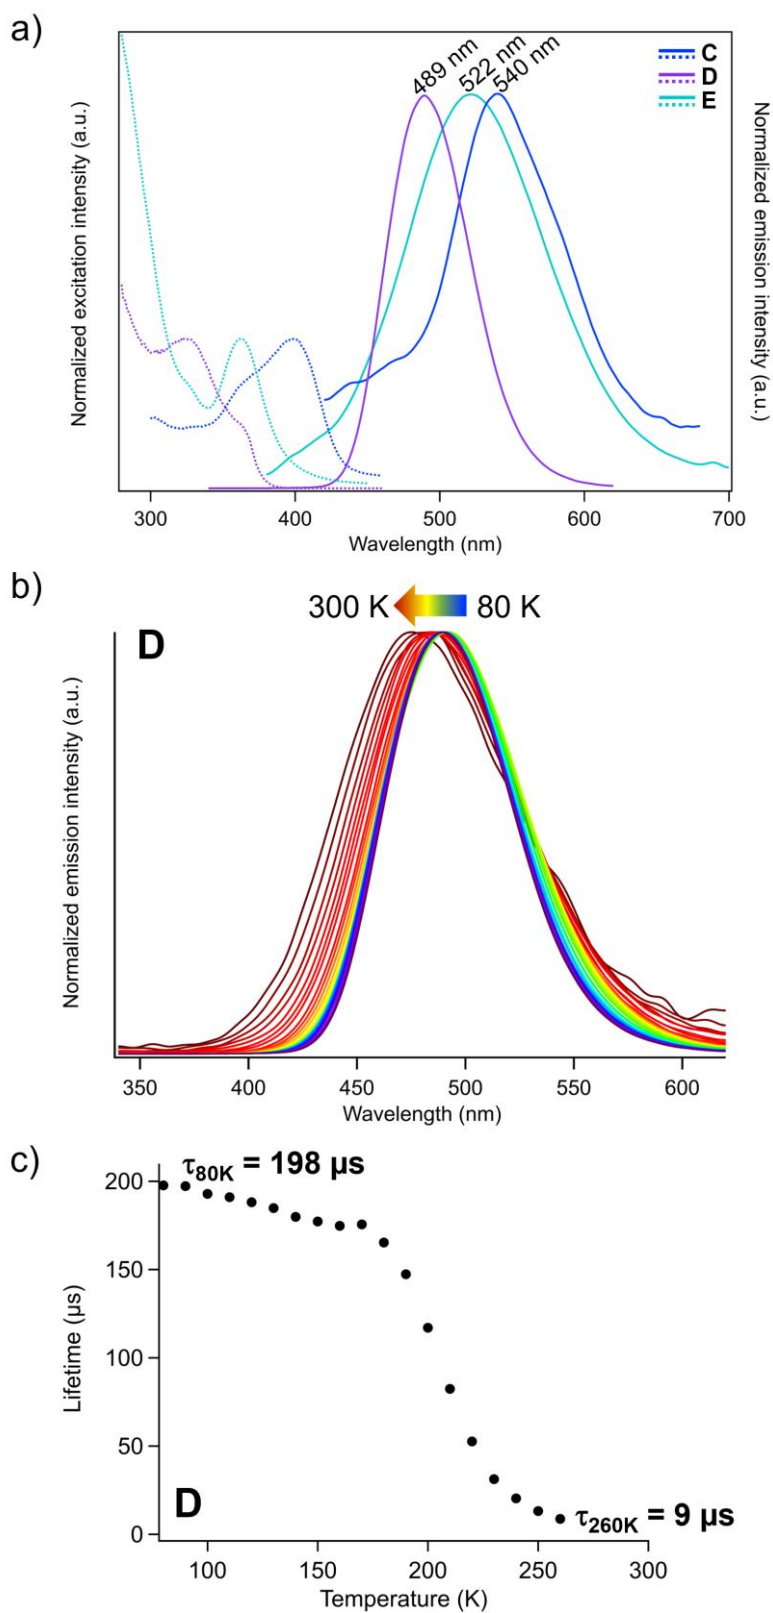 a)
489 nm
522 nm
540 nm
C
D
E
Normalized excitation intensity (a.u.)
Normalized emission intensity (a.u.)
300 400 500 600 700
Wavelength (nm)
b)
300 K 80 K
D
Normalized emission intensity (a.u.)
350 400 450 500 550 600
Wavelength (nm)
c)
τ80K = 198 µs
200
150
100
50
0
Lifetime (µs)
D
τ260K = 9 µs
100 150 200 250 300
Temperature (K)